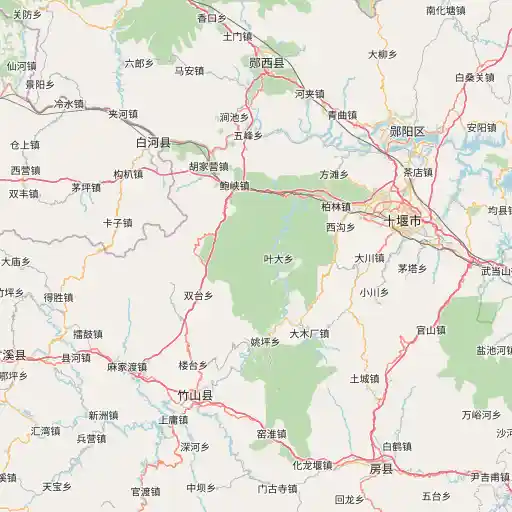 香口乡
南化塘镇
关防乡
土门镇
大柳乡
仙河镇
六郎乡
郧西县
马安镇
白桑关镇
景阳乡
河夹镇
冷水镇
夹河镇
涧池乡
青曲镇
五峰乡
郧阳区
安阳镇
仓上镇
白河县
胡家营镇
西营镇
构机镇
方滩乡
茶店镇
双丰镇
茅坪镇
鲍峡镇
柏林镇
均县镇
十堰市
卡子镇
西沟乡
大庙乡
叶大乡
大川镇
茅塔乡
武当山
竹坪乡
得胜镇
双台乡
小川乡
擂鼓镇
大木厂镇
官山镇
溪县
县河镇
姚坪乡
盐池河镇
鄂坪乡
麻家渡镇
楼台乡
土城镇
竹山县
新洲镇
上庸镇
万峪河乡
汇湾镇
兵营镇
窑淮镇
沙河
深河乡
白鹤镇
化龙堰镇
房县
溪镇
天宝乡
官渡镇
中坝乡
门古寺镇
尹吉甫镇
回龙乡
五台乡